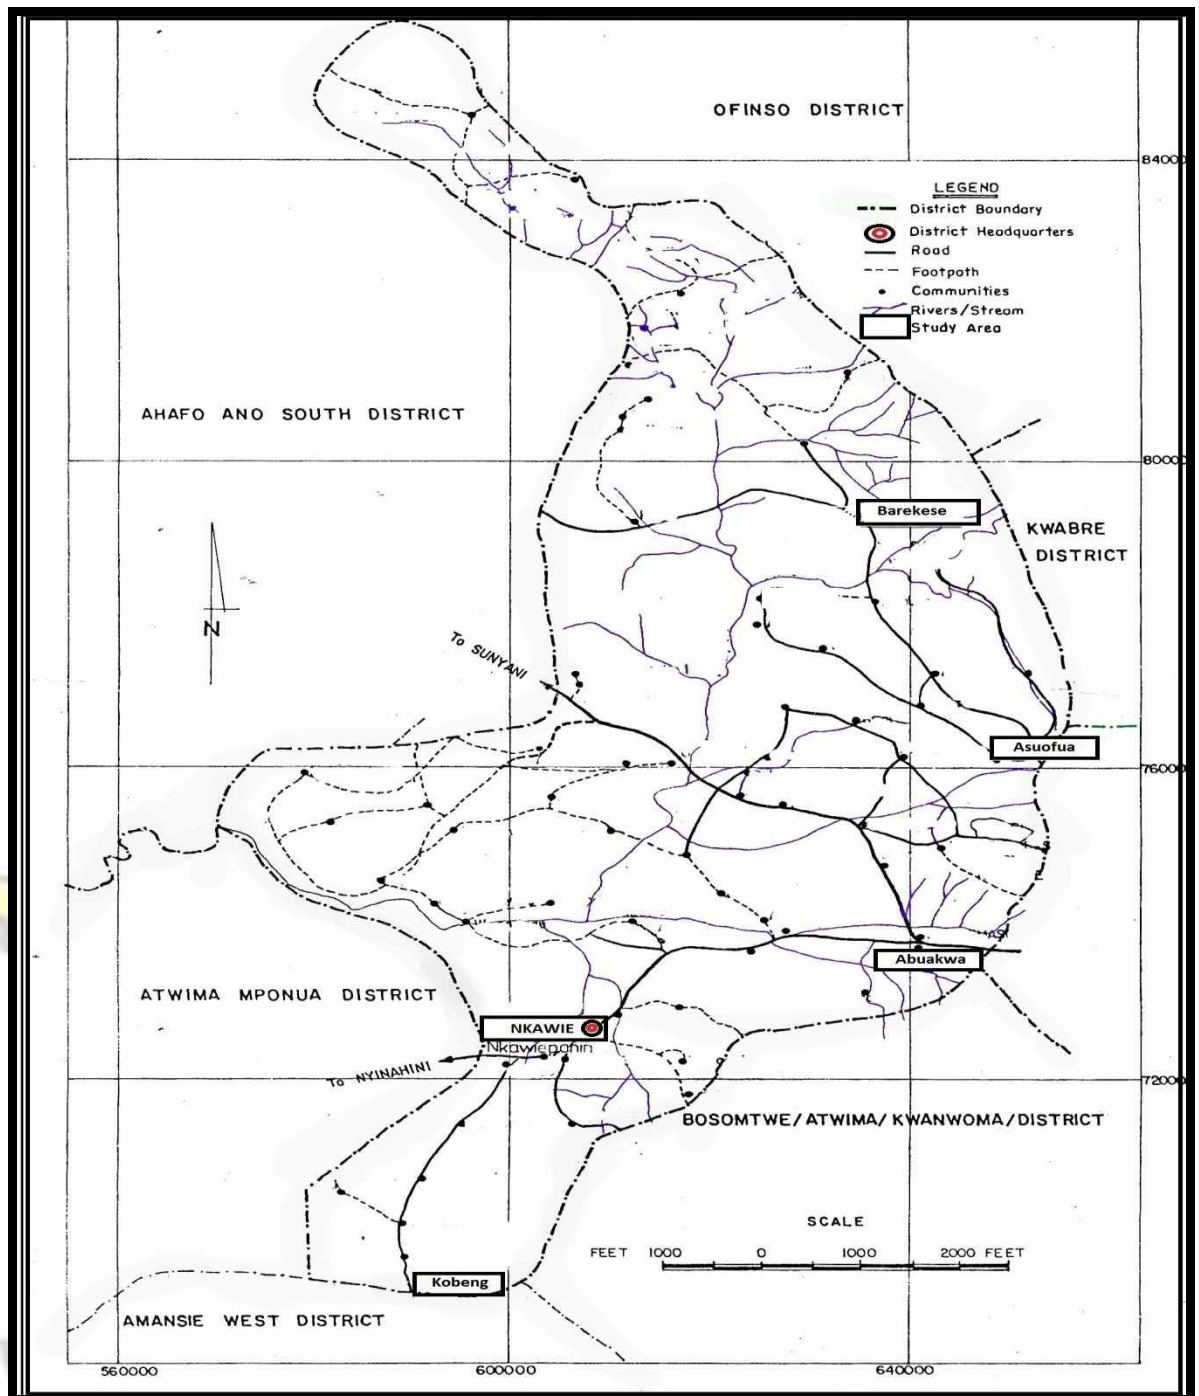 OFINSO DISTRICT
84000
LEGEND
District Boundary
District Headquarters
Road
Footpath
Communities
Rivers/Stream
Study Area
AHAFO ANO SOUTH DISTRICT
80000
Barekese
KWABRE
DISTRICT
N
To SUNYANI
Asuofua
76000
Abuakwa
ATWIMA MPONUA DISTRICT
NKAWIE
Nkawiepanin
To NYINAHINI
72000
BOSOMTWE/ATWIMA/KWANWOMA/DISTRICT
SCALE
FEET 1000 0 1000 2000 FEET
Kobeng
AMANSIE WEST DISTRICT
560000 600000 640000